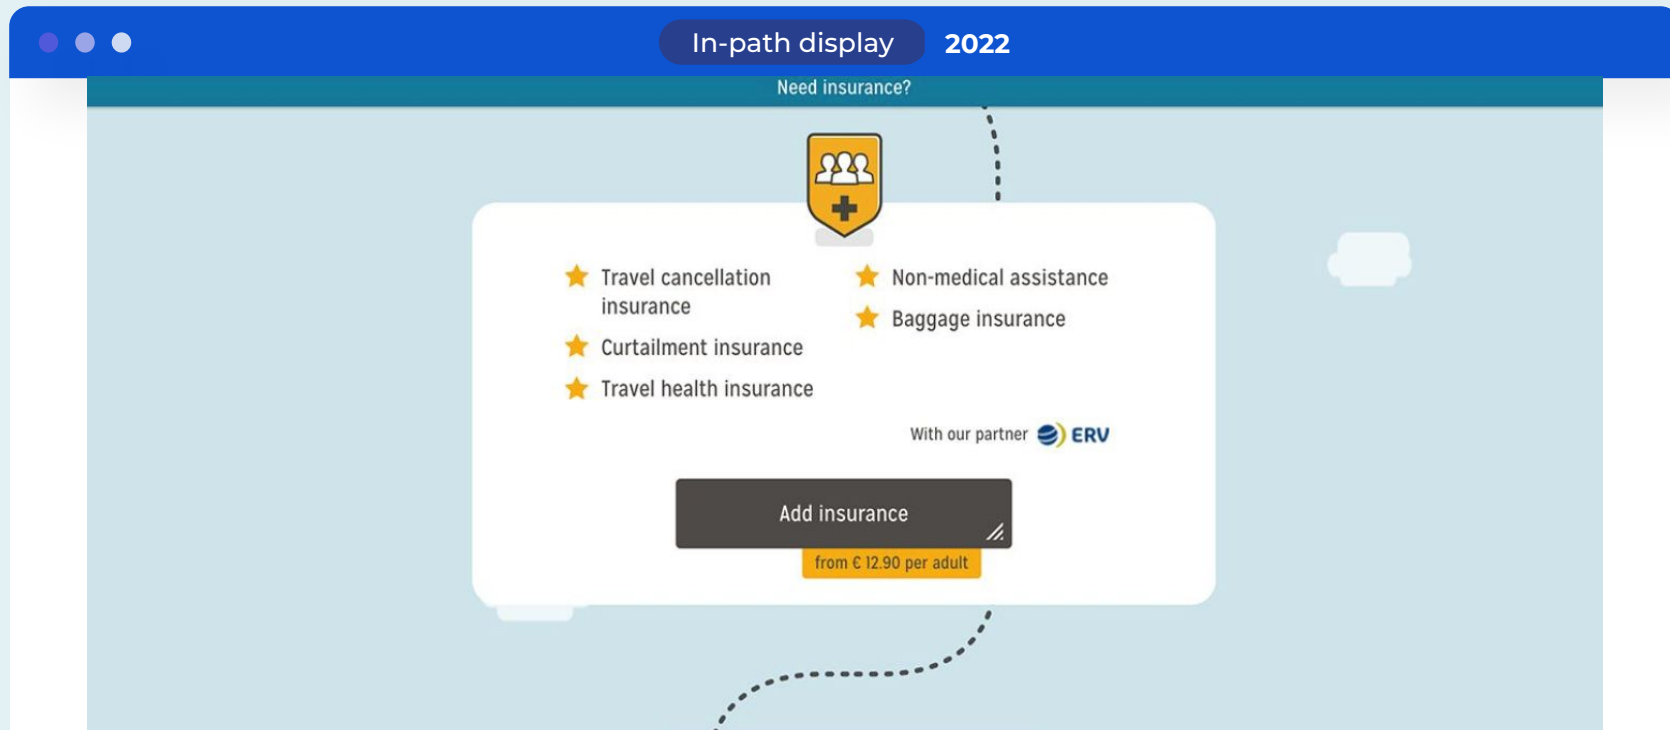 In-path display 2022
Need insurance?
Travel cancellation
insurance
Curtailment insurance
Travel health insurance
Non-medical assistance
Baggage insurance
With our partner ERV
Add insurance
from € 12.90 per adult